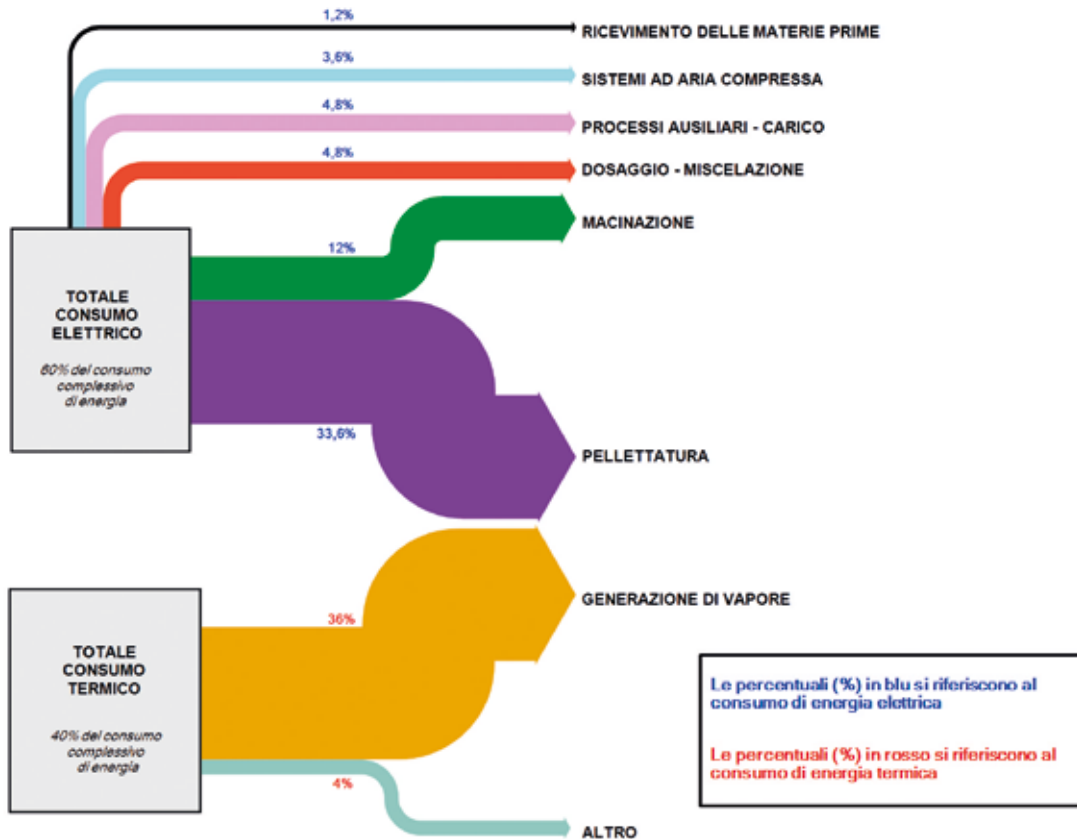 1,2%
RICEVIMENTO DELLE MATERIE PRIME
3,6%
SISTEMI AD ARIA COMPRESSA
4,8%
PROCESSI AUSILIARI - CARICO
4,8%
DOSAGGIO - MISCELAZIONE
MACINAZIONE
12%
TOTALE
CONSUMO
ELETTRICO
60% del consumo
complessivo
di energia
33,6%
PELLETTATURA
GENERAZIONE DI VAPORE
36%
TOTALE
CONSUMO
TERMICO
40% del consumo
complessivo
di energia
4%
ALTRO
Le percentuali (%) in blu si riferiscono al
consumo di energia elettrica
Le percentuali (%) in rosso si riferiscono al
consumo di energia termica